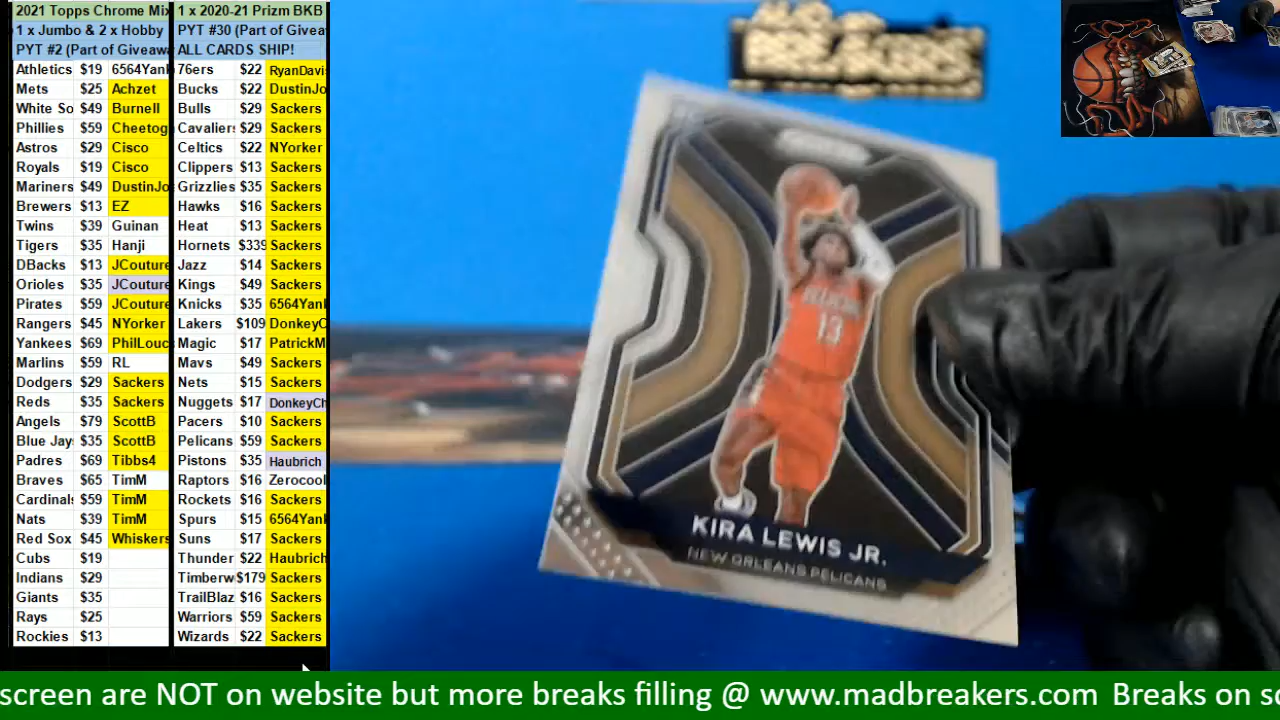 2021 Topps Chrome Mix
1 x Jumbo & 2 x Hobby
PYT #2 (Part of Giveaw
Athletics $19 6564Yank
Mets $25 Achzet
White So $49 Burnell
Phillies $59 Cheetog
Astros $29 Cisco
Royals $19 Cisco
Mariners $49 DustinJo
Brewers $13 EZ
Twins $39 Guinan
Tigers $35 Hanji
DBacks $13 JCouture
Orioles $35 JCouture
Pirates $59 JCouture
Rangers $45 NYorker
Yankees $69 PhilLouc
Marlins $59 RL
Dodgers $29 Sackers
Reds $35 Sackers
Angels $79 ScottB
Blue Jay $35 ScottB
Padres $69 Tibbs4
Braves $65 TimM
Cardinals $59 TimM
Nats $39 TimM
Red Sox $45 Whiskers
Cubs $19
Indians $29
Giants $35
Rays $25
Rockies $13
1 x 2020-21 Prizm BKB
PYT #30 (Part of Givea
ALL CARDS SHIP!
76ers $22 RyanDavi
Bucks $22 DustinJo
Bulls $29 Sackers
Cavaliers $29 Sackers
Celtics $22 NYorker
Clippers $13 Sackers
Grizzlies $35 Sackers
Hawks $16 Sackers
Heat $13 Sackers
Hornets $339 Sackers
Jazz $14 Sackers
Kings $49 Sackers
Knicks $35 6564Yank
Lakers $109 DonkeyC
Magic $17 PatrickM
Mavs $49 Sackers
Nets $15 Sackers
Nuggets $17 DonkeyCh
Pacers $10 Sackers
Pelicans $59 Sackers
Pistons $35 Haubrich
Raptors $16 Zerocool
Rockets $16 Sackers
Spurs $15 6564Yank
Suns $17 Sackers
Thunder $22 Haubrich
Timberw $179 Sackers
TrailBlaz $16 Sackers
Warriors $59 Sackers
Wizards $22 Sackers
13
KIRA LEWIS JR.
NEW ORLEANS PELICANS
screen are NOT on website but more breaks filling @ www.madbreakers.com Breaks on sc